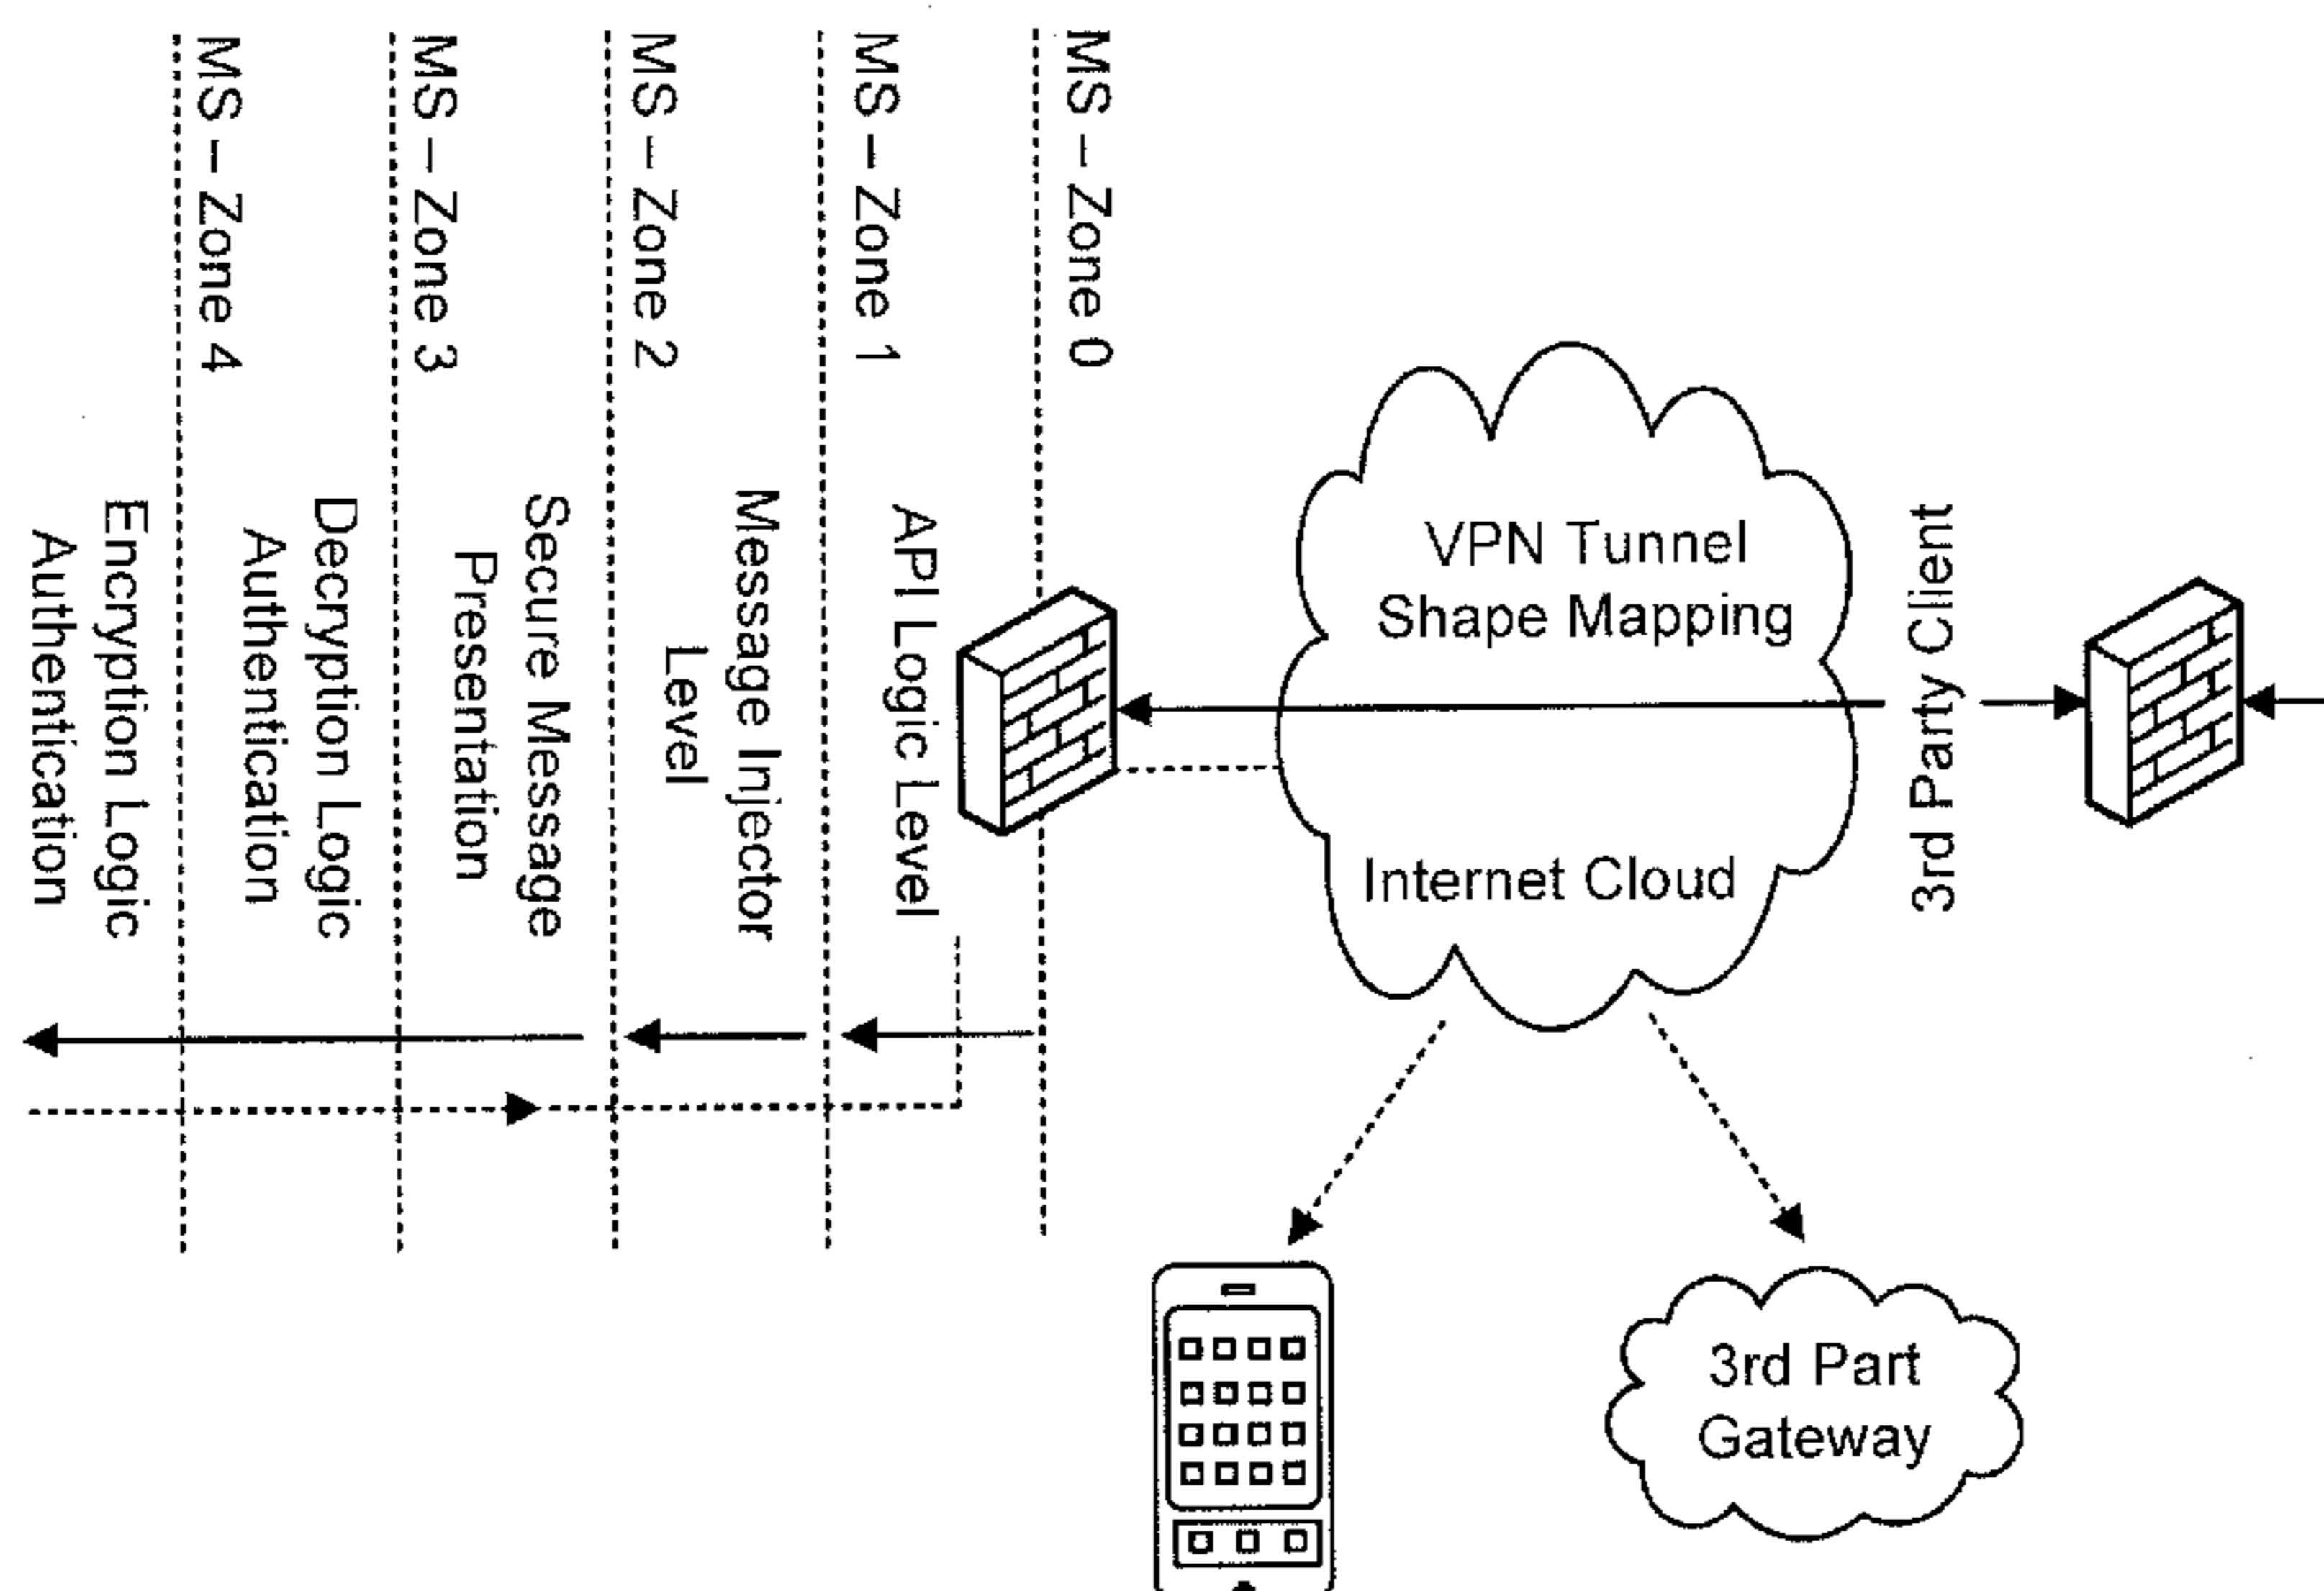 MS – Zone 0
MS – Zone 1
MS – Zone 2
MS – Zone 3
MS – Zone 4
API Logic Level
Message Injector
Level
Secure Message
Presentation
Decryption Logic
Authentication
Encryption Logic
Authentication
VPN Tunnel
Shape Mapping
Internet Cloud
3rd Party Client
3rd Part
Gateway